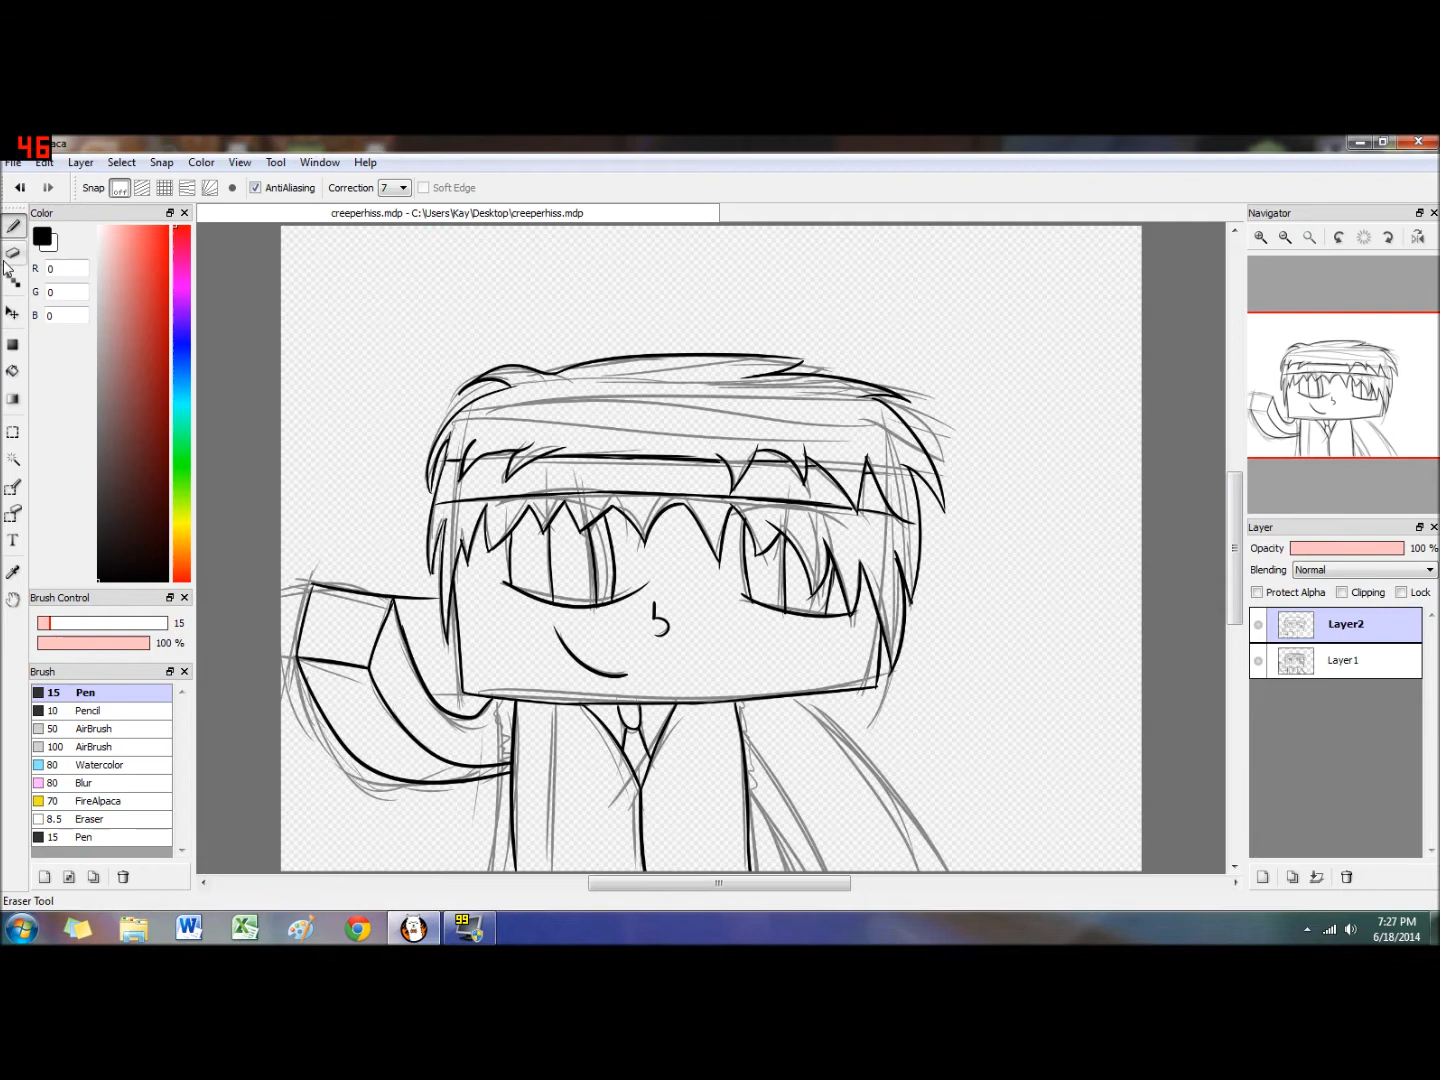 46
aca
File Edit Layer Select Snap Color View Tool Window Help
Snap off AntiAliasing Correction 7 Soft Edge
Color
creeperhiss.mdp - C:\Users\Kay\Desktop\creeperhiss.mdp
Navigator
R 0
G 0
B 0
Layer
Opacity 100 %
Blending Normal
Protect Alpha Clipping Lock
Layer2
Layer1
Brush Control
15
100 %
Brush
15 Pen
10 Pencil
50 AirBrush
100 AirBrush
80 Watercolor
80 Blur
70 FireAlpaca
8.5 Eraser
15 Pen
T
Eraser Tool
99
7:27 PM
6/18/2014